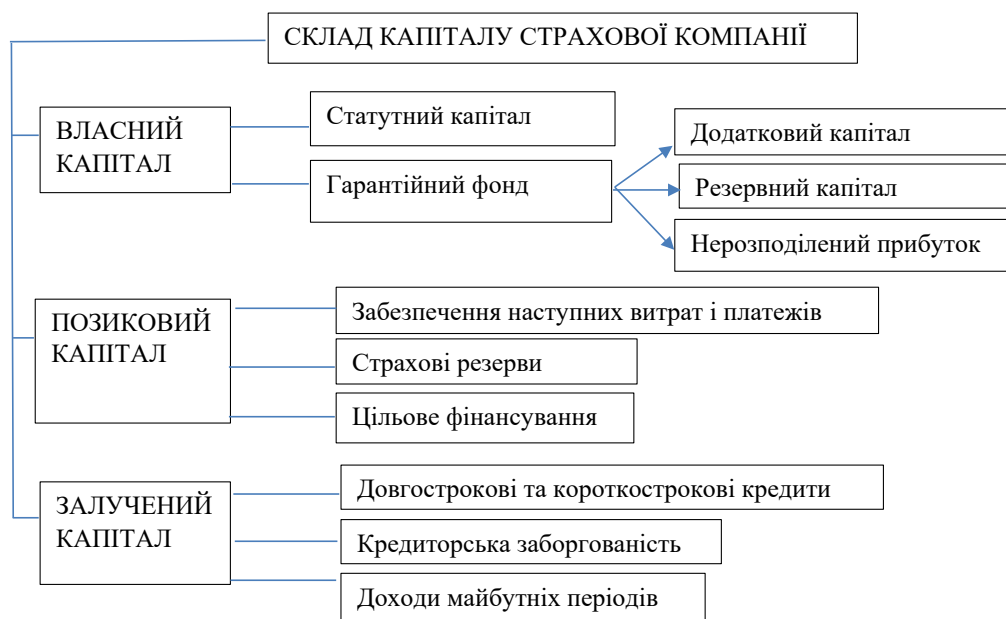 СКЛАД КАПІТАЛУ СТРАХОВОЇ КОМПАНІЇ
ВЛАСНИЙ
КАПІТАЛ
Статутний капітал
Гарантійний фонд
Додатковий капітал
Резервний капітал
Нерозподілений прибуток
ПОЗИКОВИЙ
КАПІТАЛ
Забезпечення наступних витрат і платежів
Страхові резерви
Цільове фінансування
ЗАЛУЧЕНИЙ
КАПІТАЛ
Довгострокові та короткострокові кредити
Кредиторська заборгованість
Доходи майбутніх періодів